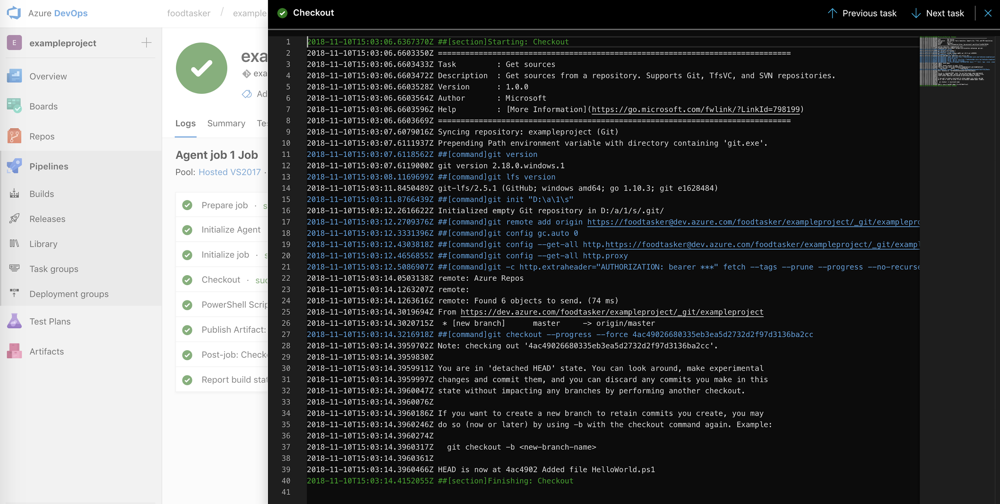 Azure DevOps
foodtasker / example
E exampleproject
Overview
Boards
Repos
Pipelines
Builds
Releases
Library
Task groups
Deployment groups
Test Plans
Artifacts
exa
exa
Ad
Logs Summary Tes
Agent job 1 Job
Pool: Hosted VS2017 ·
Prepare job · s
Initialize Agent
Initialize job · s
Checkout · suc
PowerShell Scrip
Publish Artifact:
Post-job: Checko
Report build stat
Checkout
Previous task Next task
1 2018-11-10T15:03:06.6367370Z ##[section]Starting: Checkout
2 2018-11-10T15:03:06.6603350Z ==============================================================================
3 2018-11-10T15:03:06.6603433Z Task         : Get sources
4 2018-11-10T15:03:06.6603472Z Description  : Get sources from a repository. Supports Git, TfsVC, and SVN repositories.
5 2018-11-10T15:03:06.6603528Z Version      : 1.0.0
6 2018-11-10T15:03:06.6603564Z Author       : Microsoft
7 2018-11-10T15:03:06.6603596Z Help         : [More Information](https://go.microsoft.com/fwlink/?LinkId=798199)
8 2018-11-10T15:03:06.6603669Z ==============================================================================
9 2018-11-10T15:03:07.6079016Z Syncing repository: exampleproject (Git)
10 2018-11-10T15:03:07.6111937Z Prepending Path environment variable with directory containing 'git.exe'.
11 2018-11-10T15:03:07.6118562Z ##[command]git version
12 2018-11-10T15:03:07.6119000Z git version 2.18.0.windows.1
13 2018-11-10T15:03:08.1169699Z ##[command]git lfs version
14 2018-11-10T15:03:11.8450489Z git-lfs/2.5.1 (GitHub; windows amd64; go 1.10.3; git e1628484)
15 2018-11-10T15:03:11.8766439Z ##[command]git init "D:\a\1\s"
16 2018-11-10T15:03:12.2616622Z Initialized empty Git repository in D:/a/1/s/.git/
17 2018-11-10T15:03:12.2709376Z ##[command]git remote add origin https://foodtasker@dev.azure.com/foodtasker/exampleproject/_git/examplepro
18 2018-11-10T15:03:12.3331396Z ##[command]git config gc.auto 0
19 2018-11-10T15:03:12.4303818Z ##[command]git config --get-all http.https://foodtasker@dev.azure.com/foodtasker/exampleproject/_git/exampl
20 2018-11-10T15:03:12.4656855Z ##[command]git config --get-all http.proxy
21 2018-11-10T15:03:12.5086907Z ##[command]git -c http.extraheader="AUTHORIZATION: bearer ***" fetch --tags --prune --progress --no-recurse
22 2018-11-10T15:03:14.0503138Z remote: Azure Repos
23 2018-11-10T15:03:14.1263207Z remote:
24 2018-11-10T15:03:14.1263616Z remote: Found 6 objects to send. (74 ms)
25 2018-11-10T15:03:14.3019694Z From https://dev.azure.com/foodtasker/exampleproject/_git/exampleproject
26 2018-11-10T15:03:14.3020715Z  * [new branch]      master     -> origin/master
27 2018-11-10T15:03:14.3216918Z ##[command]git checkout --progress --force 4ac49026680335eb3ea5d2732d2f97d3136ba2cc
28 2018-11-10T15:03:14.3959702Z Note: checking out '4ac49026680335eb3ea5d2732d2f97d3136ba2cc'.
29 2018-11-10T15:03:14.3959830Z
30 2018-11-10T15:03:14.3959911Z You are in 'detached HEAD' state. You can look around, make experimental
31 2018-11-10T15:03:14.3959997Z changes and commit them, and you can discard any commits you make in this
32 2018-11-10T15:03:14.3960047Z state without impacting any branches by performing another checkout.
33 2018-11-10T15:03:14.3960076Z
34 2018-11-10T15:03:14.3960186Z If you want to create a new branch to retain commits you create, you may
35 2018-11-10T15:03:14.3960246Z do so (now or later) by using -b with the checkout command again. Example:
36 2018-11-10T15:03:14.3960274Z
37 2018-11-10T15:03:14.3960317Z   git checkout -b <new-branch-name>
38 2018-11-10T15:03:14.3960361Z
39 2018-11-10T15:03:14.3960466Z HEAD is now at 4ac4902 Added file HelloWorld.ps1
40 2018-11-10T15:03:14.4152055Z ##[section]Finishing: Checkout
41